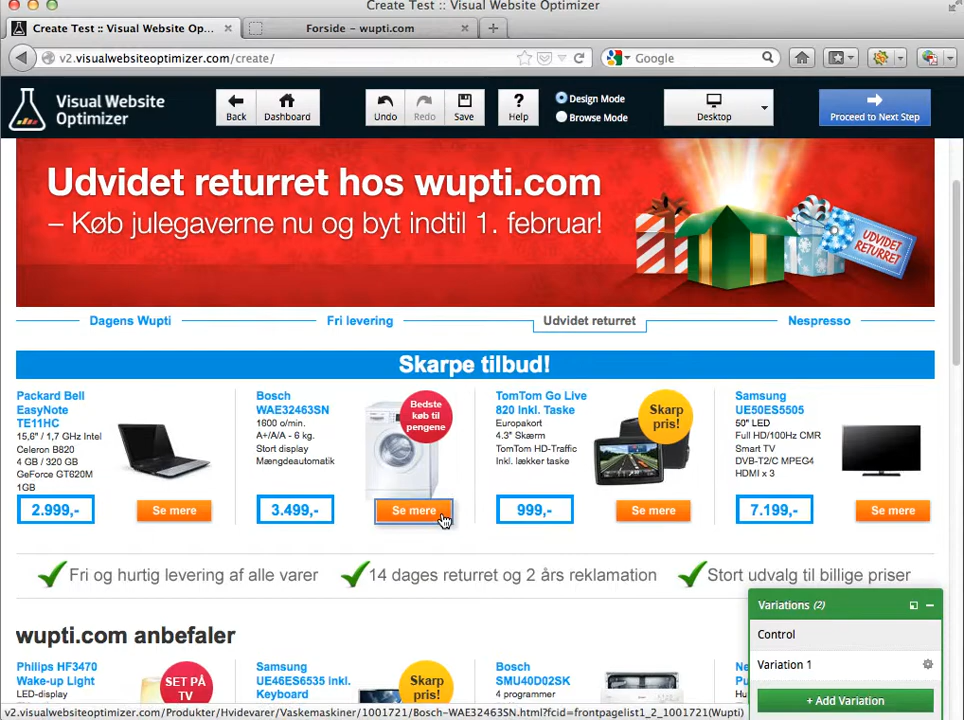 Create Test :: Visual Website Optimizer
Create Test :: Visual Website Op...
Forside – wupti.com
v2.visualwebsiteoptimizer.com/create/
Google
Visual Website
Optimizer
Back
Dashboard
Undo
Redo
Save
Help
Design Mode
Browse Mode
Desktop
Proceed to Next Step
Udvidet returret hos wupti.com
– Køb julegaverne nu og byt indtil 1. februar!
UDVIDET
RETURRET
Dagens Wupti
Fri levering
Udvidet returret
Nespresso
Skarpe tilbud!
Packard Bell
EasyNote
TE11HC
15,6" / 1,7 GHz Intel
Celeron B820
4 GB / 320 GB
GeForce GT620M
1GB
2.999,-
Se mere
Bosch
WAE32463SN
1600 o/min.
A+/A/A - 6 kg.
Stort display
Mængdeautomatik
Bedste
køb til
pengene
3.499,-
Se mere
TomTom Go Live
820 Inkl. Taske
Europakort
4.3" Skærm
TomTom HD-Traffic
Inkl. lækker taske
Skarp
pris!
999,-
Se mere
Samsung
UE50ES5505
50" LED
Full HD/100Hz CMR
Smart TV
DVB-T2/C MPEG4
HDMI x 3
7.199,-
Se mere
Fri og hurtig levering af alle varer
14 dages returret og 2 års reklamation
Stort udvalg til billige priser
wupti.com anbefaler
Philips HF3470
Wake-up Light
LED-display
SET PÅ
TV
Samsung
UE46ES6535 inkl.
Keyboard
Skarp
pris!
Bosch
SMU40D02SK
4 programmer
Variations (2)
Control
Variation 1
+ Add Variation
v2.visualwebsiteoptimizer.com/Produkter/Hvidevarer/Vaskemaskiner/1001721/Bosch-WAE32463SN.html?fcid=frontpagelist1_2_1001721(Wupti)